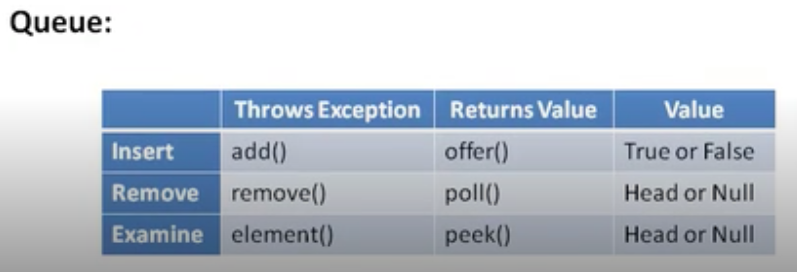 Queue:
Throws Exception Returns Value Value
Insert add() offer() True or False
Remove remove() poll() Head or Null
Examine element() peek() Head or Null